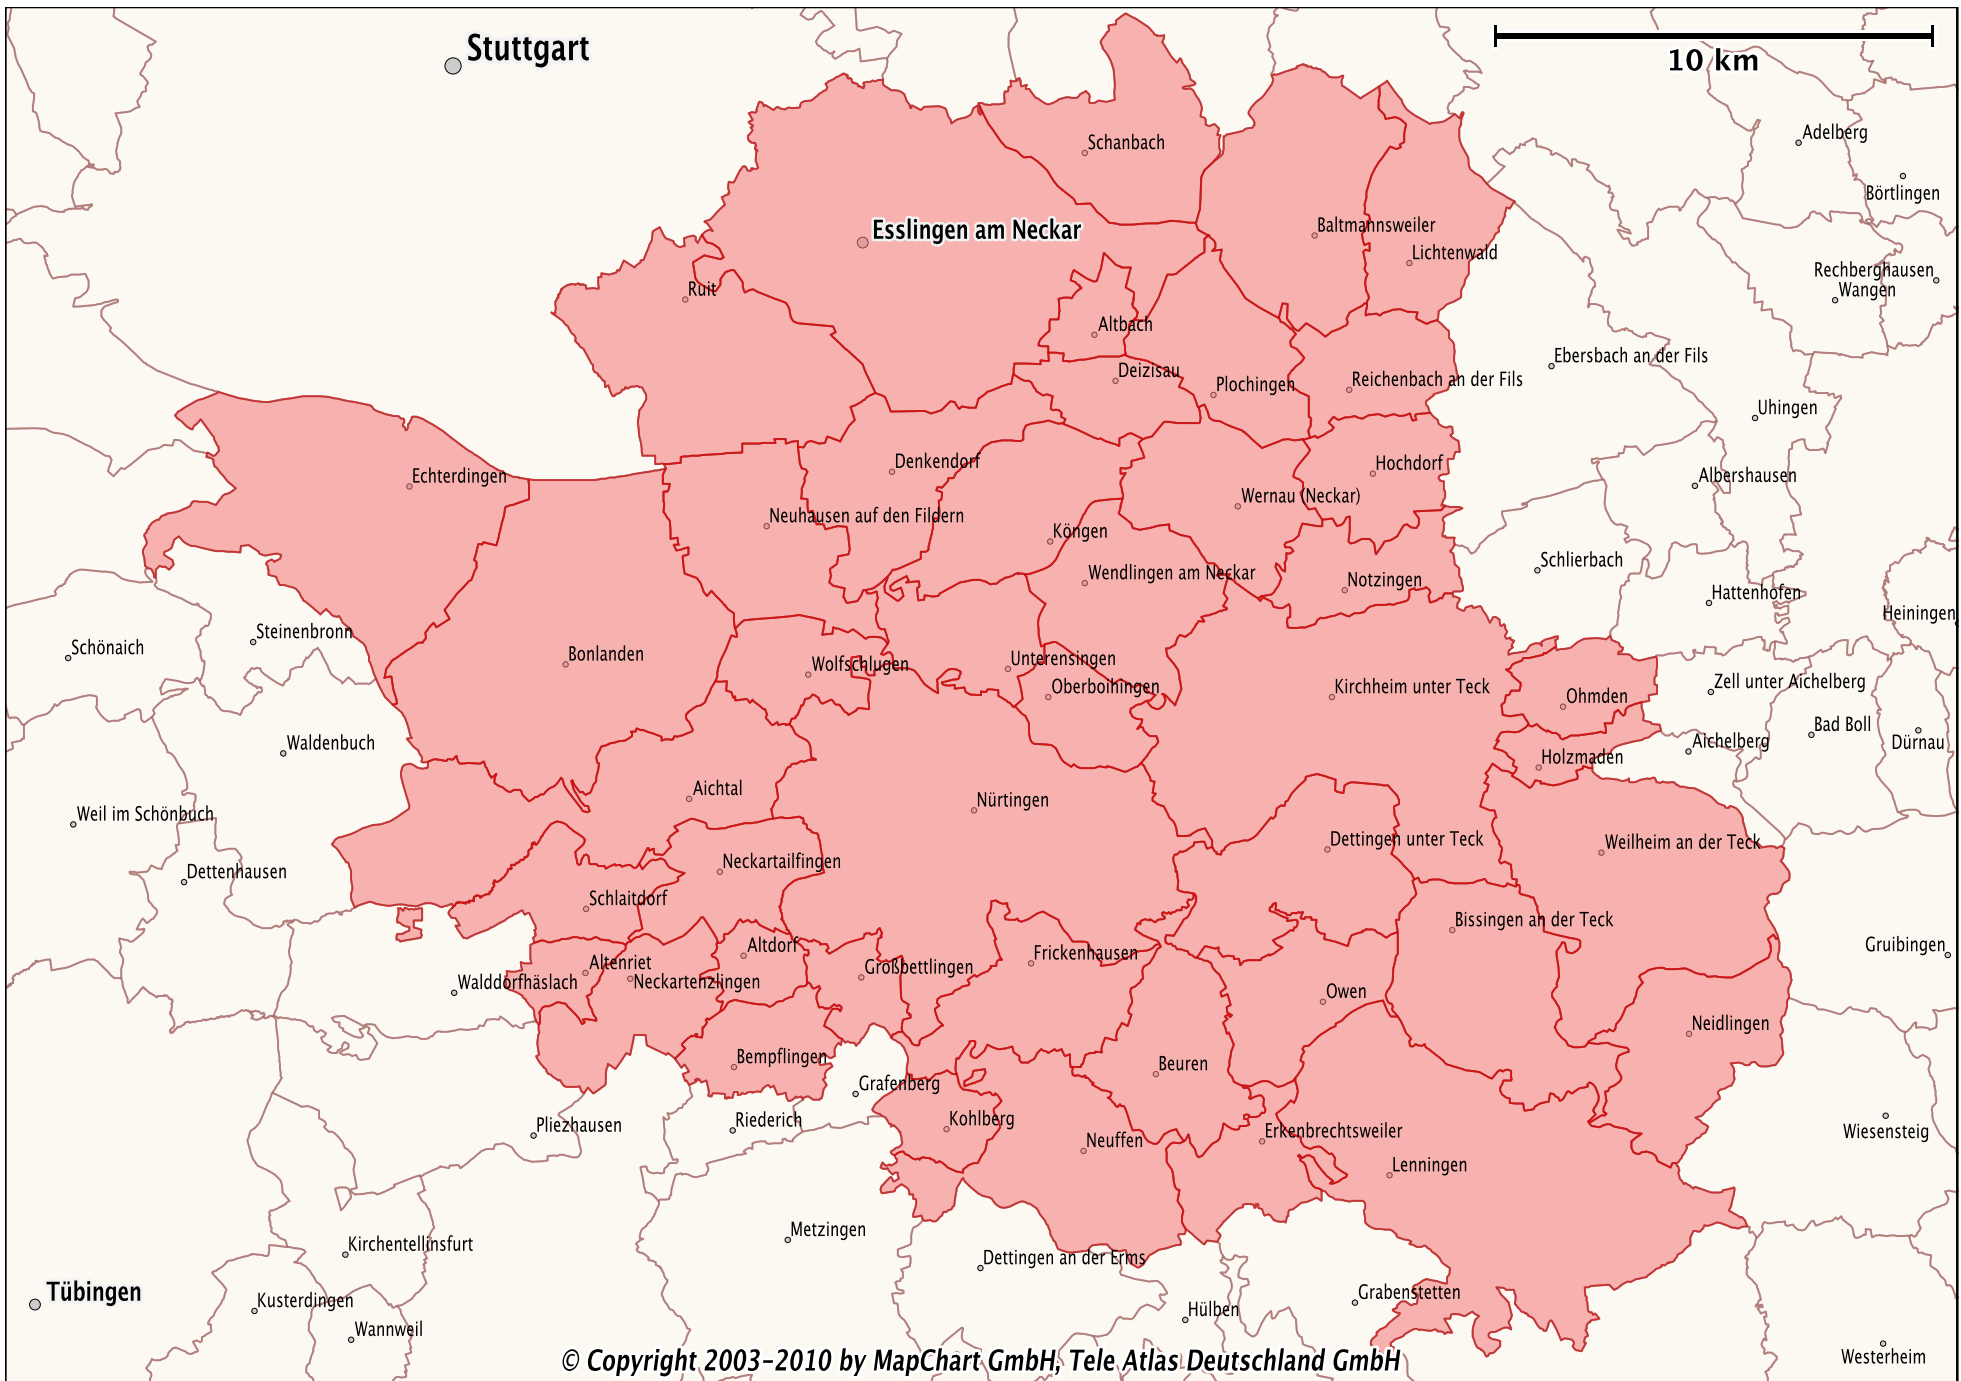 Stuttgart
10 km
Adelberg
Schanbach
Börtlingen
Esslingen am Neckar
Baltmannsweiler
Lichtenwald
Rechberghausen
Wangen
Ruit
Altbach
Ebersbach an der Fils
Deizisau
Plochingen
Reichenbach an der Fils
Uhingen
Denkendorf
Hochdorf
Echterdingen
Albershausen
Wernau (Neckar)
Neuhausen auf den Fildern
Köngen
Schlierbach
Wendlingen am Neckar
Notzingen
Hattenhofen
Heiningen
Steinenbronn
Schönaich
Bonlanden
Wolfschlugen
Unterensingen
Oberboihingen
Kirchheim unter Teck
Zell unter Aichelberg
Ohmden
Bad Boll
Waldenbuch
Aichelberg
Dürnau
Holzmaden
Aichtal
Nürtingen
Weil im Schönbuch
Dettingen unter Teck
Weilheim an der Teck
Neckartailfingen
Dettenhausen
Schlaitdorf
Bissingen an der Teck
Altdorf
Gruibingen
Frickenhausen
Altenriet
Großbettlingen
Walddorfhäslach
Neckartenzlingen
Owen
Neidlingen
Bempflingen
Beuren
Grafenberg
Kohlberg
Riederich
Pliezhausen
Erkenbrechtsweiler
Wiesensteig
Neuffen
Lenningen
Metzingen
Kirchentellinsfurt
Dettingen an der Erms
Tübingen
Grabenstetten
Kusterdingen
Hülben
Wannweil
Westerheim
© Copyright 2003-2010 by MapChart GmbH, Tele Atlas Deutschland GmbH